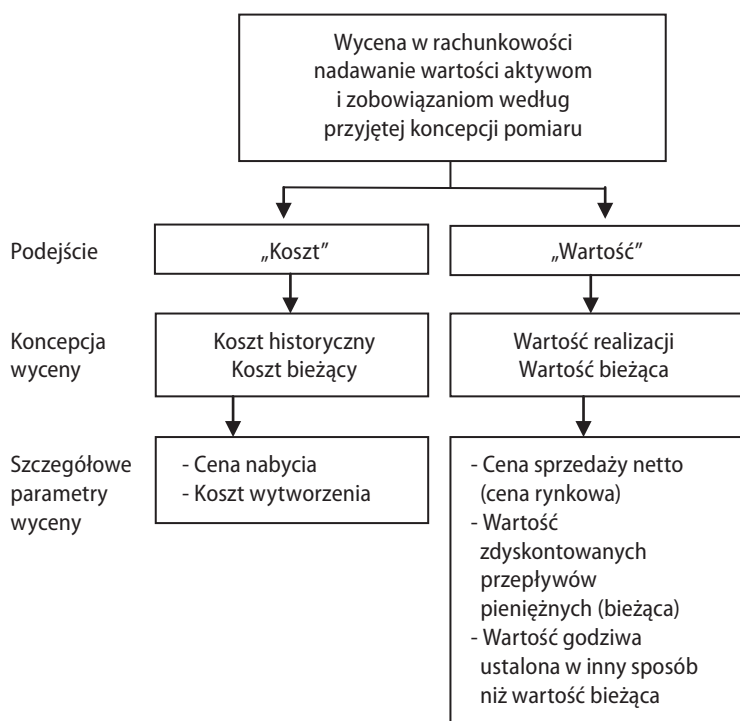 Wycena w rachunkowości
nadawanie wartości aktywom
i zobowiązaniom według
przyjętej koncepcji pomiaru
Podejście
„Koszt”
„Wartość”
Koncepcja
wyceny
Koszt historyczny
Koszt bieżący
Wartość realizacji
Wartość bieżąca
Szczegółowe
parametry
wyceny
- Cena nabycia
- Koszt wytworzenia
- Cena sprzedaży netto
(cena rynkowa)
- Wartość
zdyskontowanych
przepływów
pieniężnych (bieżąca)
- Wartość godziwa
ustalona w inny sposób
niż wartość bieżąca